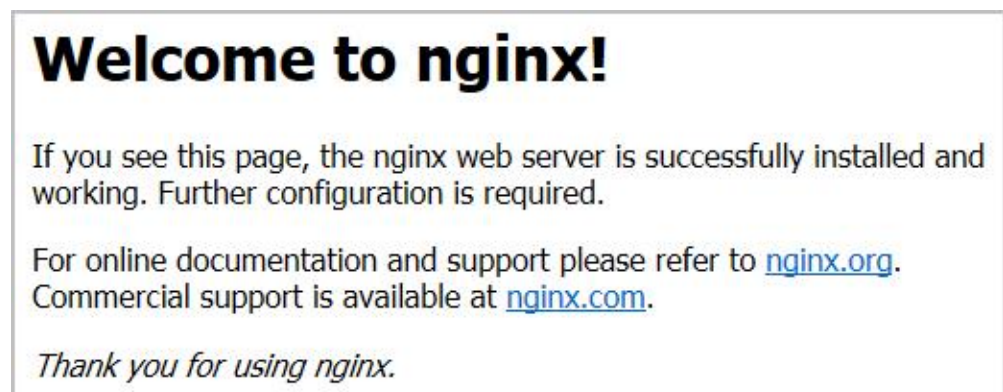 Welcome to nginx!
If you see this page, the nginx web server is successfully installed and
working. Further configuration is required.
For online documentation and support please refer to nginx.org.
Commercial support is available at nginx.com.
Thank you for using nginx.